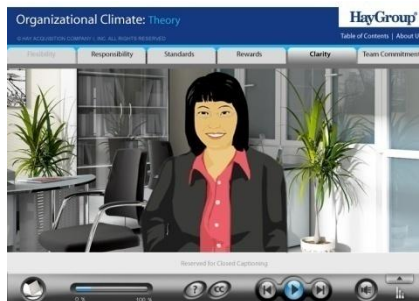 Organizational Climate: Theory
HayGroup
© HAY ACQUISITION COMPANY I, INC. ALL RIGHTS RESERVED
Table of Contents | About U
Flexibility
Responsibility
Standards
Rewards
Clarity
Team Commitment
Reserved for Closed Captioning
? CC
0 % 100 %